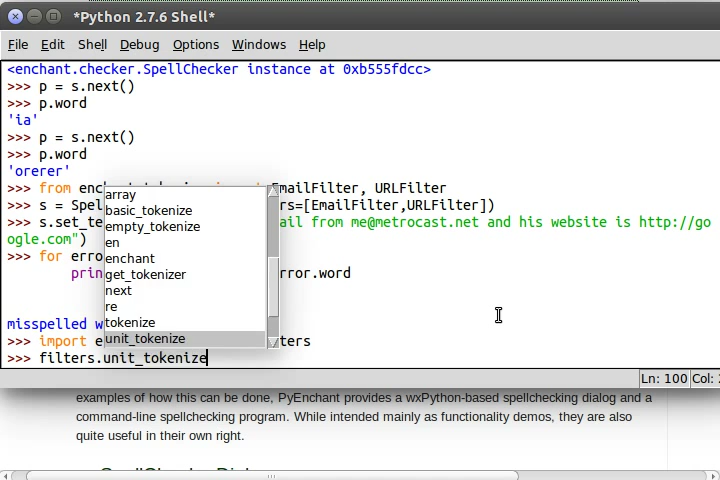 *Python 2.7.6 Shell*
File Edit Shell Debug Options Windows Help
<enchant.checker.SpellChecker instance at 0xb555fdcc>
>>> p = s.next()
>>> p.word
'ia'
>>> p = s.next()
>>> p.word
'orerer'
>>> from ench EmailFilter, URLFilter
>>> s = Spel rs=[EmailFilter,URLFilter])
>>> s.set_te ail from me@metrocast.net and his website is http://go
ogle.com")
>>> for erro
prin rror.word
misspelled w
>>> import e ters
>>> filters.unit_tokenize
array
basic_tokenize
empty_tokenize
en
enchant
get_tokenizer
next
re
tokenize
unit_tokenize
Ln: 100 Col:
examples of how this can be done, PyEnchant provides a wxPython-based spellchecking dialog and a
command-line spellchecking program. While intended mainly as functionality demos, they are also
quite useful in their own right.